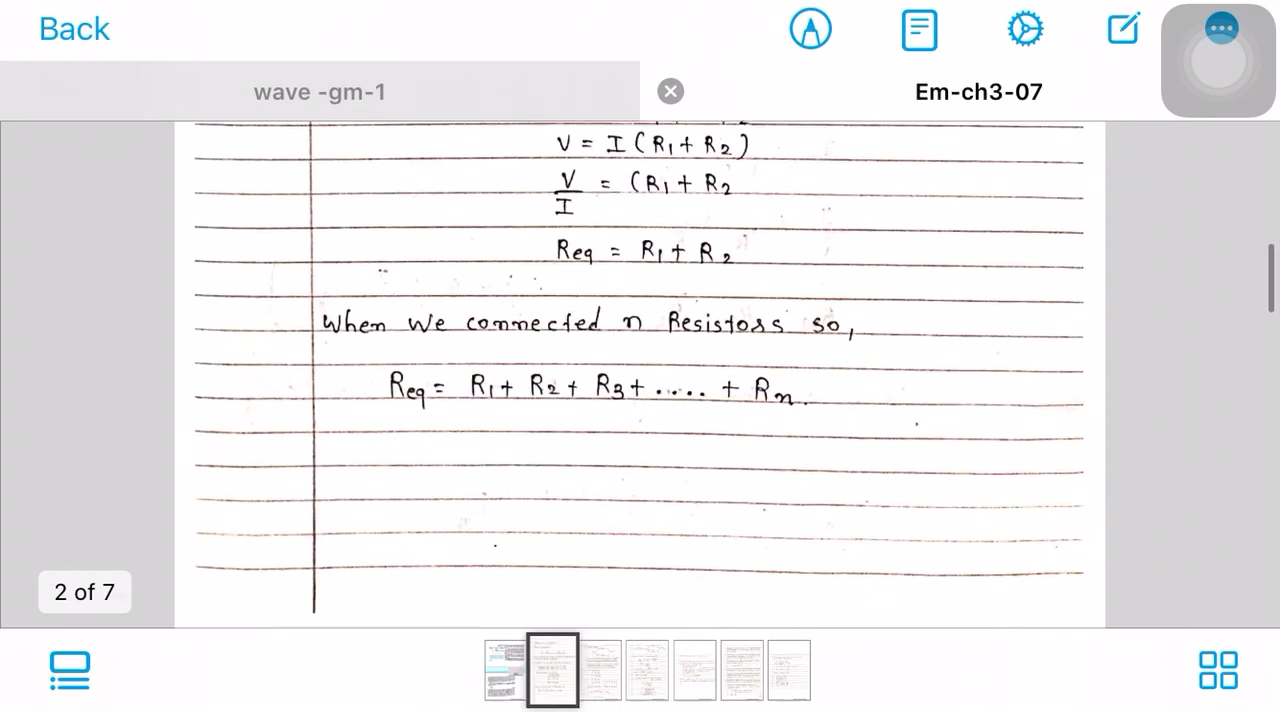 Back
wave -gm-1
Em-ch3-07
V = I (R1 + R2)
V/I = (R1 + R2
Req = R1 + R2
When we connected n Resistors so,
Req = R1 + R2 + R3 + ..... + Rn.
2 of 7